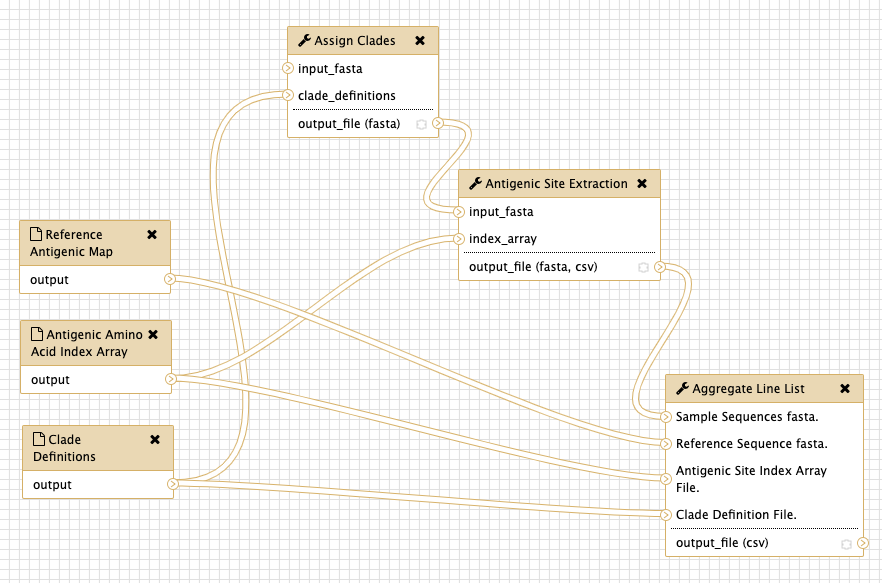 Assign Clades
input_fasta
clade_definitions
output_file (fasta)
Antigenic Site Extraction
input_fasta
index_array
output_file (fasta, csv)
Reference
Antigenic Map
output
Antigenic Amino
Acid Index Array
output
Clade
Definitions
output
Aggregate Line List
Sample Sequences fasta.
Reference Sequence fasta.
Antigenic Site Index Array
File.
Clade Definition File.
output_file (csv)